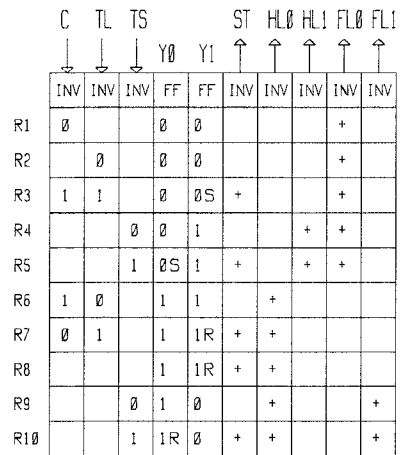 C TL TS ST HLØ HL1 FLØ FL1
YØ Y1
INV INV INV FF FF INV INV INV INV INV
R1 Ø Ø Ø +
R2 Ø Ø Ø +
R3 1 1 Ø ØS + +
R4 Ø Ø 1 + +
R5 1 ØS 1 + + +
R6 1 Ø 1 1 +
R7 Ø 1 1 1R + +
R8 1 1R + +
R9 Ø 1 Ø + +
R1Ø 1 1R Ø + + +